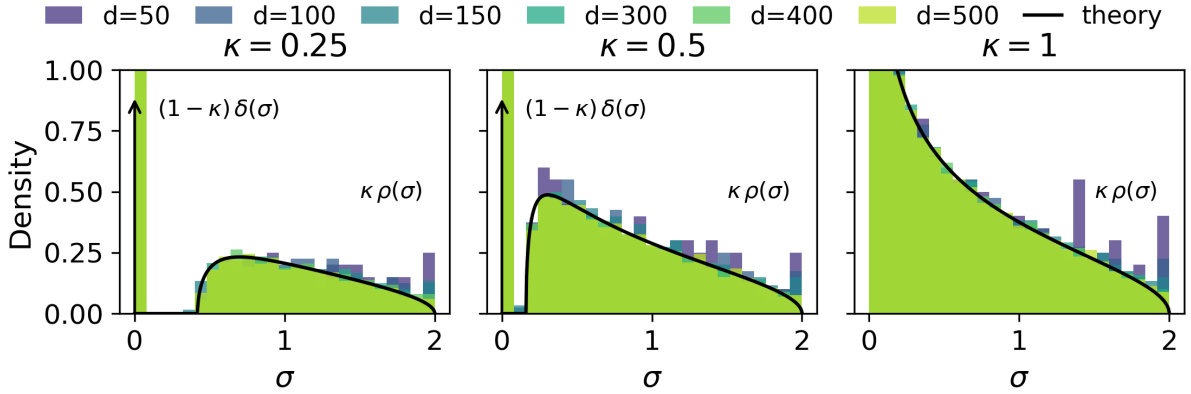 d=50 d=100 d=150 d=300 d=400 d=500 theory
κ = 0.25 κ = 0.5 κ = 1
Density
1.00
0.75
0.50
0.25
0.00
(1 − κ) δ(σ)
κ ρ(σ)
0 1 2
σ
(1 − κ) δ(σ)
κ ρ(σ)
0 1 2
σ
κ ρ(σ)
0 1 2
σ